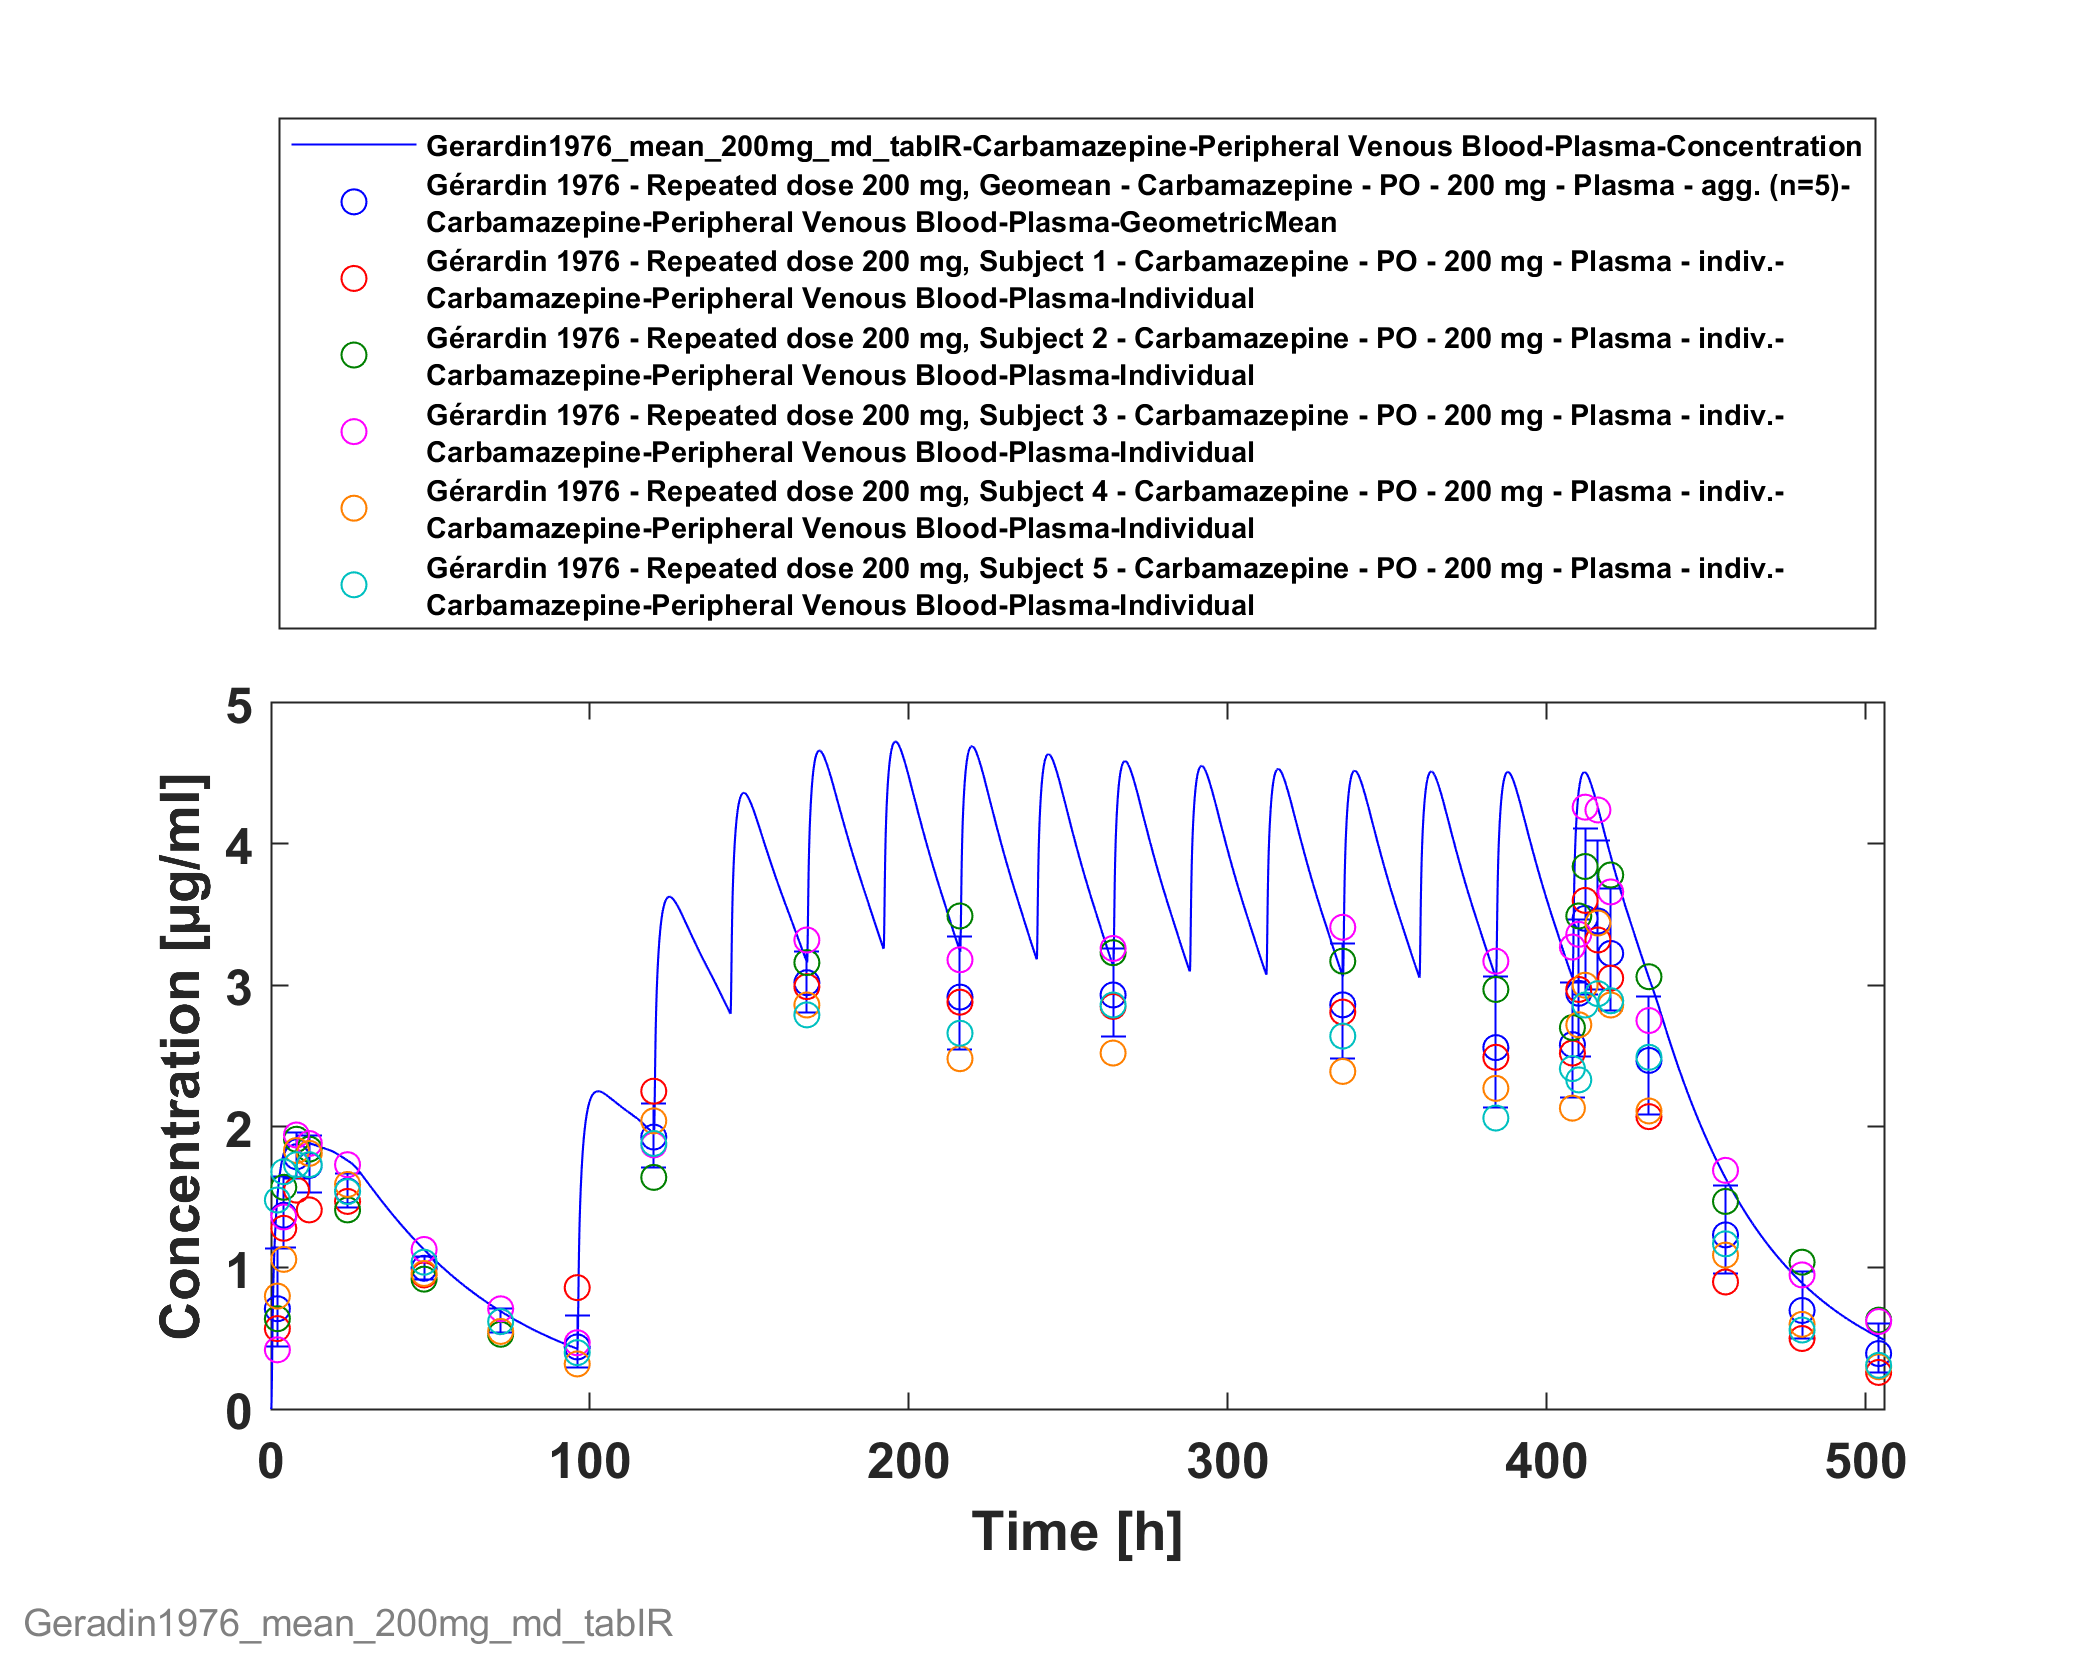 Gerardin1976_mean_200mg_md_tablR-Carbamazepine-Peripheral Venous Blood-Plasma-Concentration
Gérardin 1976 - Repeated dose 200 mg, Geomean - Carbamazepine - PO - 200 mg - Plasma - agg. (n=5)-
Carbamazepine-Peripheral Venous Blood-Plasma-GeometricMean
Gérardin 1976 - Repeated dose 200 mg, Subject 1 - Carbamazepine - PO - 200 mg - Plasma - indiv.-
Carbamazepine-Peripheral Venous Blood-Plasma-Individual
Gérardin 1976 - Repeated dose 200 mg, Subject 2 - Carbamazepine - PO - 200 mg - Plasma - indiv.-
Carbamazepine-Peripheral Venous Blood-Plasma-Individual
Gérardin 1976 - Repeated dose 200 mg, Subject 3 - Carbamazepine - PO - 200 mg - Plasma - indiv.-
Carbamazepine-Peripheral Venous Blood-Plasma-Individual
Gérardin 1976 - Repeated dose 200 mg, Subject 4 - Carbamazepine - PO - 200 mg - Plasma - indiv.-
Carbamazepine-Peripheral Venous Blood-Plasma-Individual
Gérardin 1976 - Repeated dose 200 mg, Subject 5 - Carbamazepine - PO - 200 mg - Plasma - indiv.-
Carbamazepine-Peripheral Venous Blood-Plasma-Individual
Concentration [µg/ml]
5
4
3
2
1
0
0 100 200 300 400 500
Time [h]
Geradin1976_mean_200mg_md_tablR